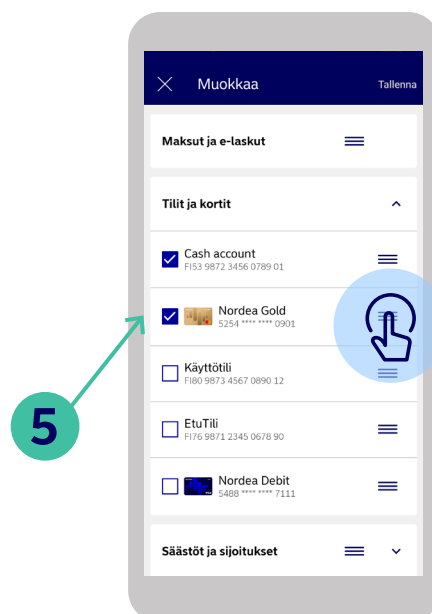 Muokkaa
Tallenna
Maksut ja e-laskut
Tilit ja kortit
Cash account
FI53 9872 3456 0789 01
Nordea Gold
5254 **** **** 0901
Käyttötili
FI80 9873 4567 0890 12
5
EtuTili
FI76 9871 2345 0678 90
Nordea Debit
5488 **** **** 7111
Säästöt ja sijoitukset